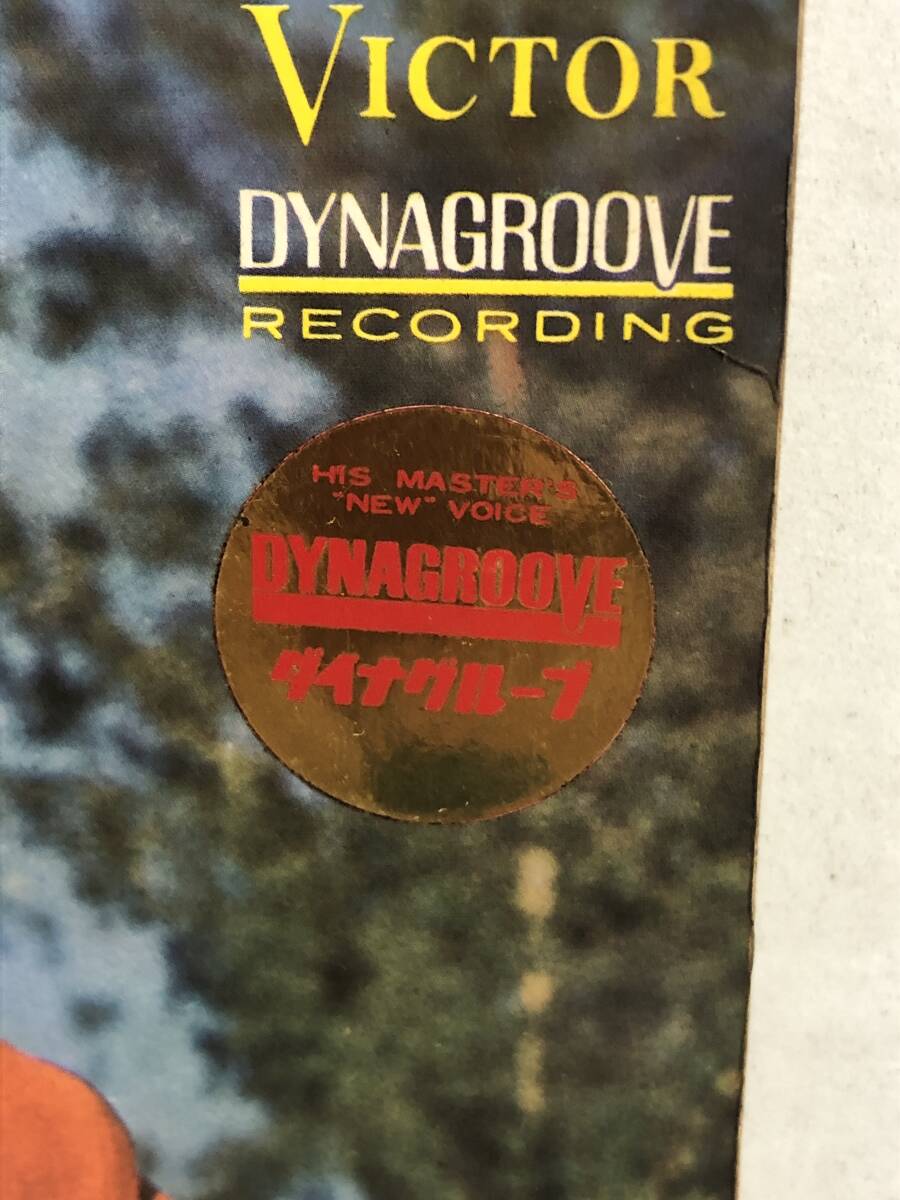 VICTOR
DYNAGROOVE
RECORDING
HIS MASTER'S
"NEW" VOICE
DYNAGROOVE
ダイナグルーブ